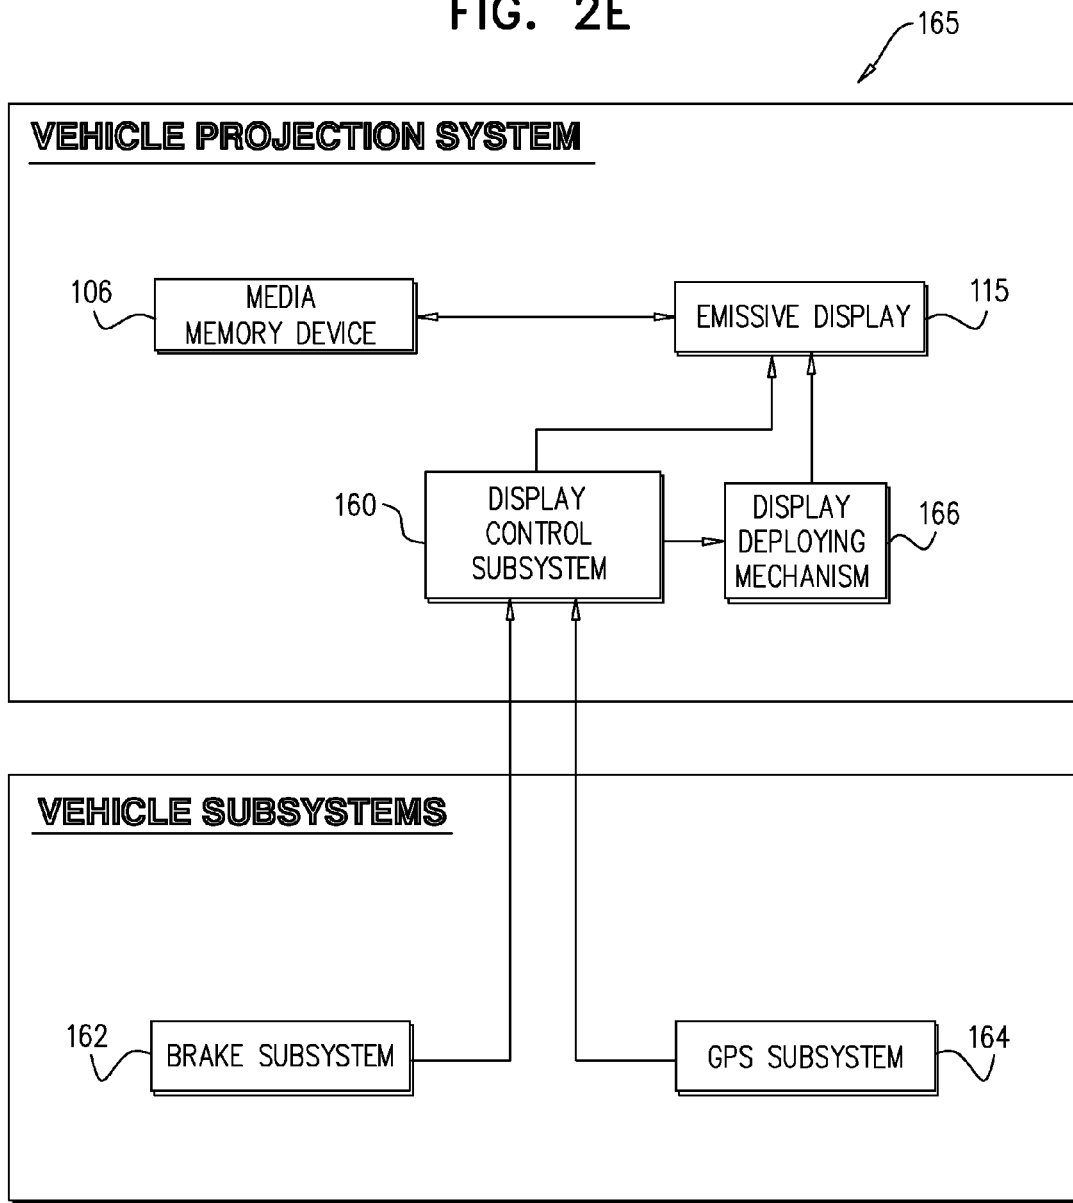 FIG. 2E
165
VEHICLE PROJECTION SYSTEM
106
MEDIA
MEMORY DEVICE
EMISSIVE DISPLAY
115
160
DISPLAY
CONTROL
SUBSYSTEM
DISPLAY
DEPLOYING
MECHANISM
166
VEHICLE SUBSYSTEMS
162
BRAKE SUBSYSTEM
GPS SUBSYSTEM
164